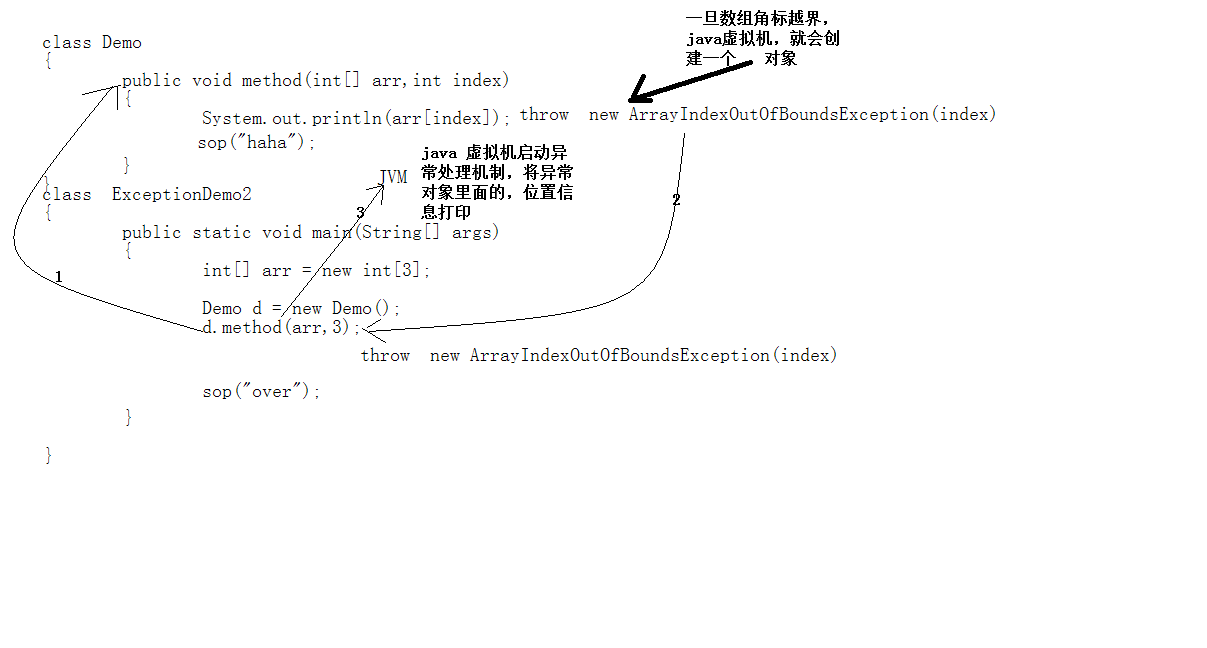 一旦数组角标越界，
java虚拟机，就会创
建一个 对象
class Demo
{
public void method(int[] arr,int index)
{
System.out.println(arr[index]); throw new ArrayIndexOutOfBoundsException(index)
sop("haha");
}
}
java 虚拟机启动异
常处理机制，将异常
对象里面的，位置信
息打印
JVM
class ExceptionDemo2
{
3
2
public static void main(String[] args)
{
int[] arr = new int[3];
1
Demo d = new Demo();
d.method(arr,3);
throw new ArrayIndexOutOfBoundsException(index)
sop("over");
}
}